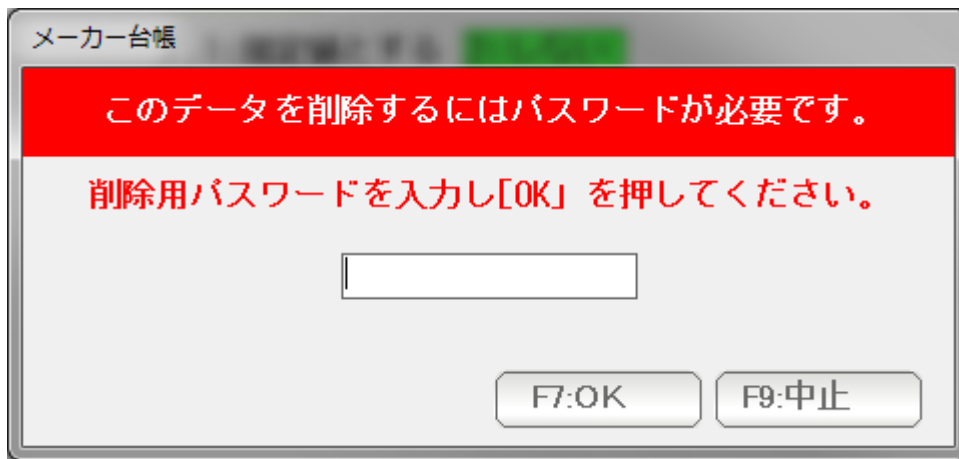 メーカー台帳
このデータを削除するにはパスワードが必要です。
削除用パスワードを入力し[OK」を押してください。
F7:OK
F9:中止